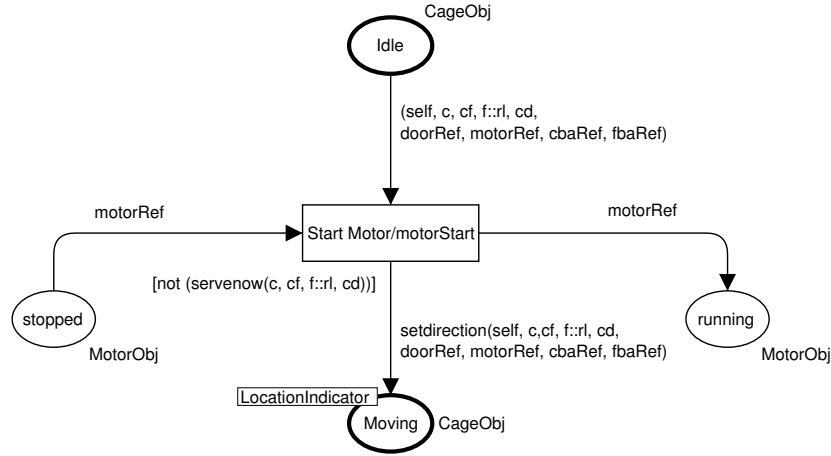 CageObj
Idle
(self, c, cf, f::rl, cd,
doorRef, motorRef, cbaRef, fbaRef)
motorRef
motorRef
Start Motor/motorStart
[not (servenow(c, cf, f::rl, cd))]
stopped
running
MotorObj
MotorObj
setdirection(self, c,cf, f::rl, cd,
doorRef, motorRef, cbaRef, fbaRef)
LocationIndicator
Moving
CageObj